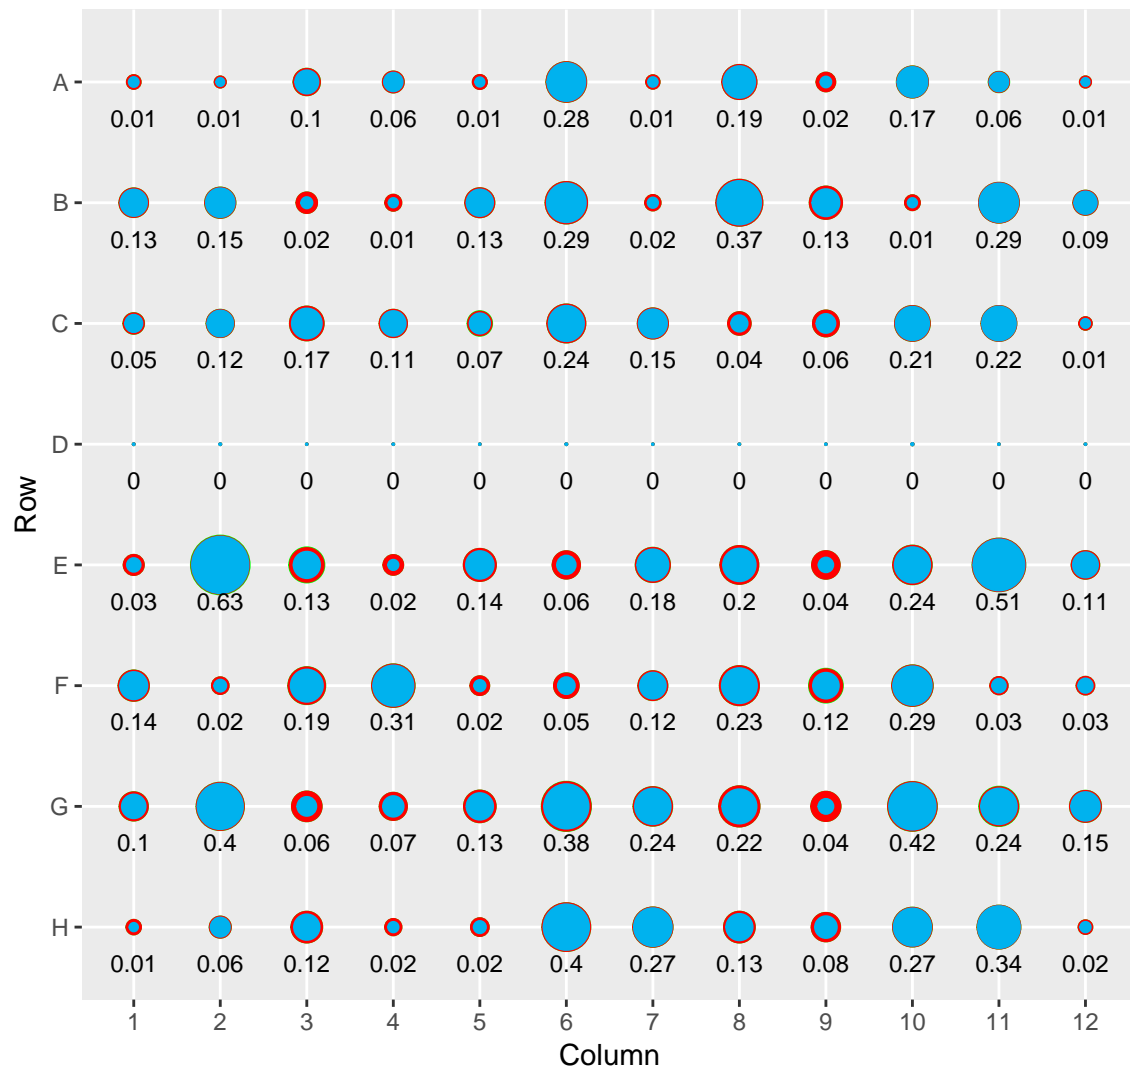 A
0.01 0.01 0.1 0.06 0.01 0.28 0.01 0.19 0.02 0.17 0.06 0.01
B
0.13 0.15 0.02 0.01 0.13 0.29 0.02 0.37 0.13 0.01 0.29 0.09
C
0.05 0.12 0.17 0.11 0.07 0.24 0.15 0.04 0.06 0.21 0.22 0.01
D
0 0 0 0 0 0 0 0 0 0 0 0
Row
E
0.03 0.63 0.13 0.02 0.14 0.06 0.18 0.2 0.04 0.24 0.51 0.11
F
0.14 0.02 0.19 0.31 0.02 0.05 0.12 0.23 0.12 0.29 0.03 0.03
G
0.1 0.4 0.06 0.07 0.13 0.38 0.24 0.22 0.04 0.42 0.24 0.15
H
0.01 0.06 0.12 0.02 0.02 0.4 0.27 0.13 0.08 0.27 0.34 0.02
1 2 3 4 5 6 7 8 9 10 11 12
Column